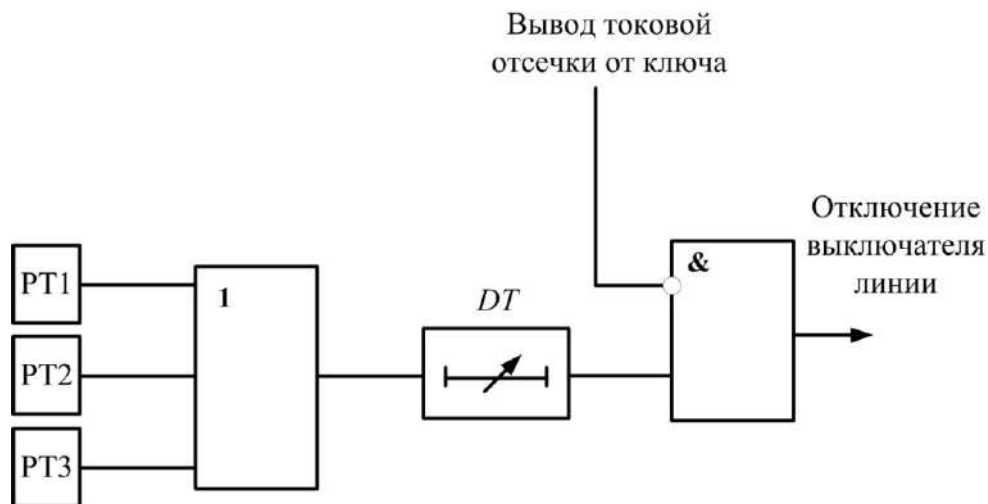 Вывод токовой
отсечки от ключа
Отключение
выключателя
линии
РТ1
1
DT
&
РТ2
РТ3